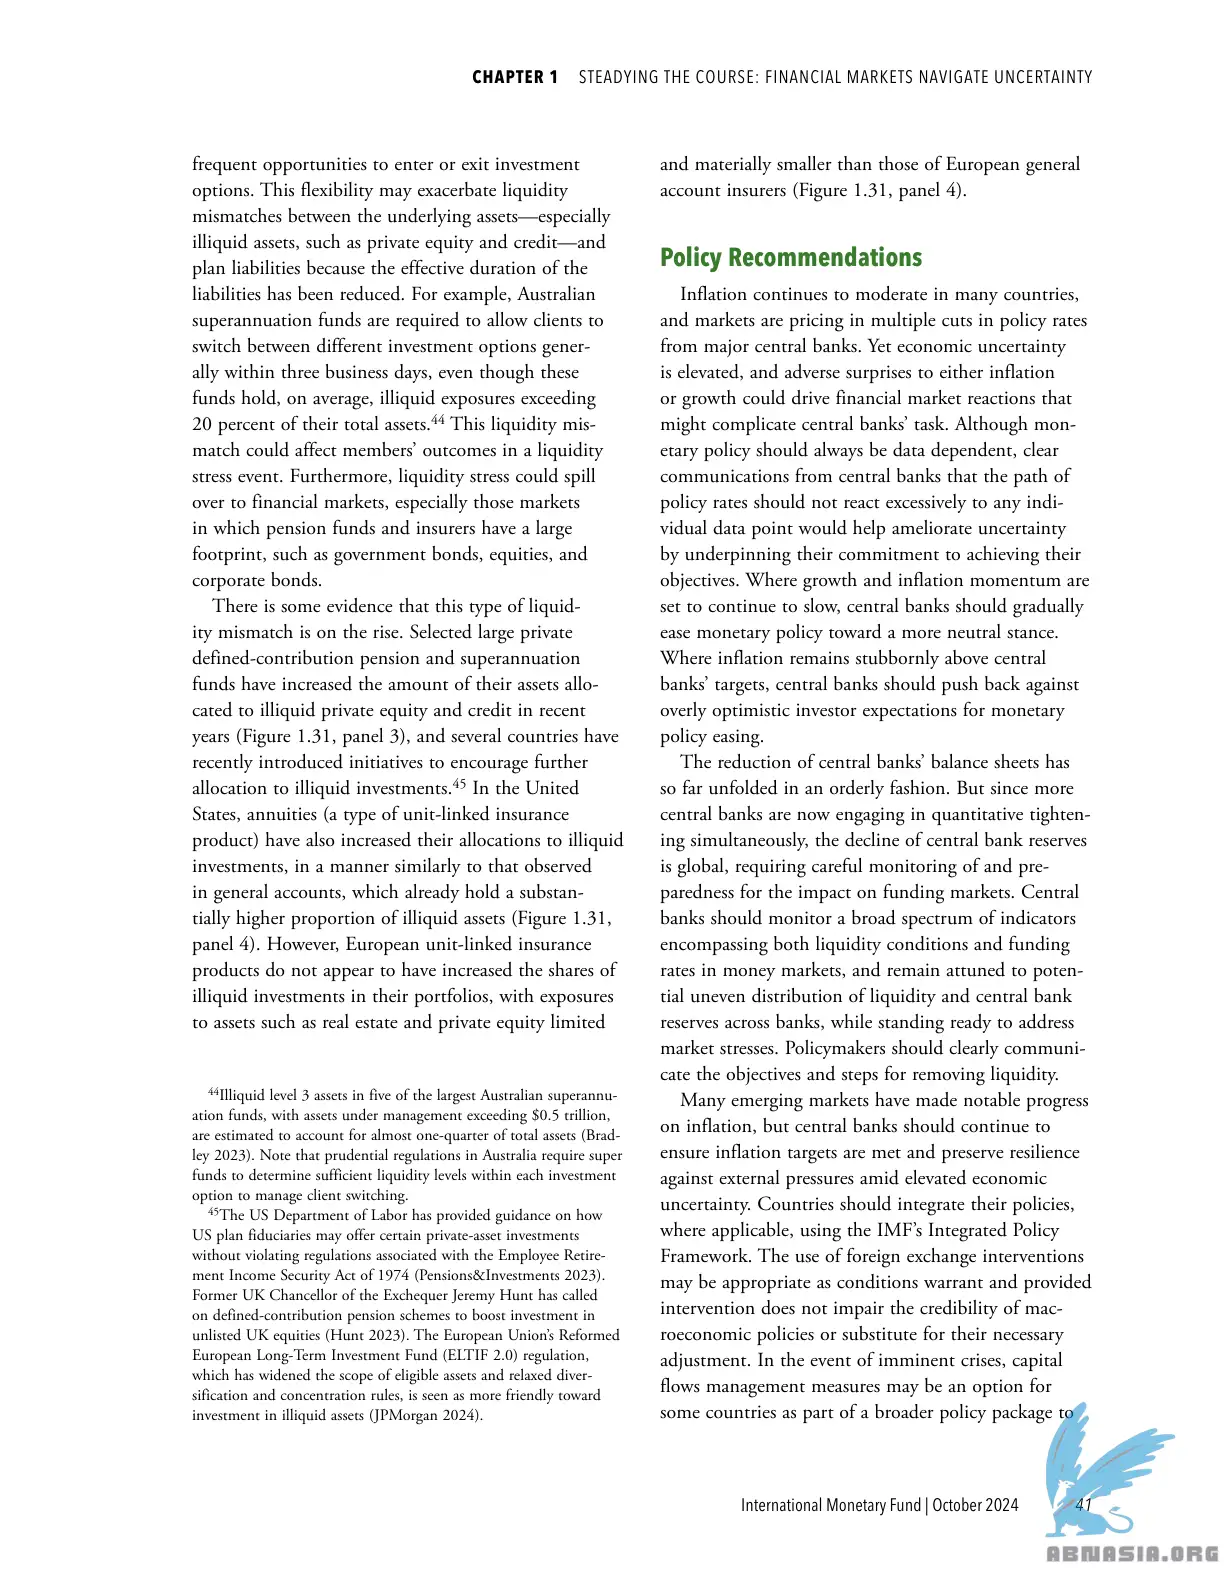 CHAPTER 1 STEADYING THE COURSE: FINANCIAL MARKETS NAVIGATE UNCERTAINTY
frequent opportunities to enter or exit investment
options. This flexibility may exacerbate liquidity
mismatches between the underlying assets—especially
illiquid assets, such as private equity and credit—and
plan liabilities because the effective duration of the
liabilities has been reduced. For example, Australian
superannuation funds are required to allow clients to
switch between different investment options gener-
ally within three business days, even though these
funds hold, on average, illiquid exposures exceeding
20 percent of their total assets.44 This liquidity mis-
match could affect members’ outcomes in a liquidity
stress event. Furthermore, liquidity stress could spill
over to financial markets, especially those markets
in which pension funds and insurers have a large
footprint, such as government bonds, equities, and
corporate bonds.
There is some evidence that this type of liquid-
ity mismatch is on the rise. Selected large private
defined-contribution pension and superannuation
funds have increased the amount of their assets allo-
cated to illiquid private equity and credit in recent
years (Figure 1.31, panel 3), and several countries have
recently introduced initiatives to encourage further
allocation to illiquid investments.45 In the United
States, annuities (a type of unit-linked insurance
product) have also increased their allocations to illiquid
investments, in a manner similarly to that observed
in general accounts, which already hold a substan-
tially higher proportion of illiquid assets (Figure 1.31,
panel 4). However, European unit-linked insurance
products do not appear to have increased the shares of
illiquid investments in their portfolios, with exposures
to assets such as real estate and private equity limited
44Illiquid level 3 assets in five of the largest Australian superannu-
ation funds, with assets under management exceeding $0.5 trillion,
are estimated to account for almost one-quarter of total assets (Brad-
ley 2023). Note that prudential regulations in Australia require super
funds to determine sufficient liquidity levels within each investment
option to manage client switching.
45The US Department of Labor has provided guidance on how
US plan fiduciaries may offer certain private-asset investments
without violating regulations associated with the Employee Retire-
ment Income Security Act of 1974 (Pensions&Investments 2023).
Former UK Chancellor of the Exchequer Jeremy Hunt has called
on defined-contribution pension schemes to boost investment in
unlisted UK equities (Hunt 2023). The European Union’s Reformed
European Long-Term Investment Fund (ELTIF 2.0) regulation,
which has widened the scope of eligible assets and relaxed diver-
sification and concentration rules, is seen as more friendly toward
investment in illiquid assets (JPMorgan 2024).
and materially smaller than those of European general
account insurers (Figure 1.31, panel 4).
Policy Recommendations
Inflation continues to moderate in many countries,
and markets are pricing in multiple cuts in policy rates
from major central banks. Yet economic uncertainty
is elevated, and adverse surprises to either inflation
or growth could drive financial market reactions that
might complicate central banks’ task. Although mon-
etary policy should always be data dependent, clear
communications from central banks that the path of
policy rates should not react excessively to any indi-
vidual data point would help ameliorate uncertainty
by underpinning their commitment to achieving their
objectives. Where growth and inflation momentum are
set to continue to slow, central banks should gradually
ease monetary policy toward a more neutral stance.
Where inflation remains stubbornly above central
banks’ targets, central banks should push back against
overly optimistic investor expectations for monetary
policy easing.
The reduction of central banks’ balance sheets has
so far unfolded in an orderly fashion. But since more
central banks are now engaging in quantitative tighten-
ing simultaneously, the decline of central bank reserves
is global, requiring careful monitoring of and pre-
paredness for the impact on funding markets. Central
banks should monitor a broad spectrum of indicators
encompassing both liquidity conditions and funding
rates in money markets, and remain attuned to poten-
tial uneven distribution of liquidity and central bank
reserves across banks, while standing ready to address
market stresses. Policymakers should clearly communi-
cate the objectives and steps for removing liquidity.
Many emerging markets have made notable progress
on inflation, but central banks should continue to
ensure inflation targets are met and preserve resilience
against external pressures amid elevated economic
uncertainty. Countries should integrate their policies,
where applicable, using the IMF’s Integrated Policy
Framework. The use of foreign exchange interventions
may be appropriate as conditions warrant and provided
intervention does not impair the credibility of mac-
roeconomic policies or substitute for their necessary
adjustment. In the event of imminent crises, capital
flows management measures may be an option for
some countries as part of a broader policy package to
International Monetary Fund | October 2024 41
ABNASIA.ORG